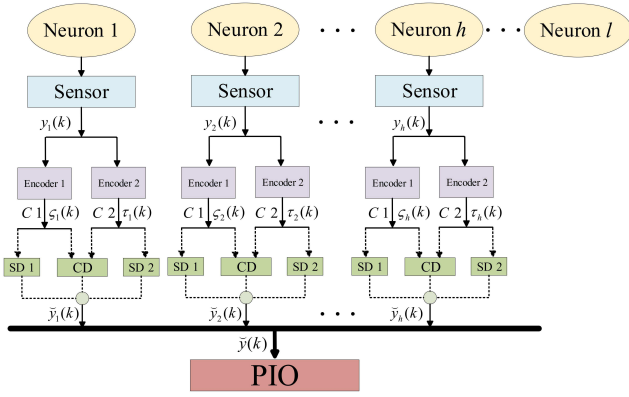 Neuron 1 Neuron 2 · · · Neuron h · · · Neuron l
Sensor Sensor Sensor
y₁(k) y₂(k) · · · yₕ(k)
Encoder 1 Encoder 2 Encoder 1 Encoder 2 Encoder 1 Encoder 2
C 1 ς₁(k) C 2 τ₁(k) C 1 ς₂(k) C 2 τ₂(k) C 1 ςₕ(k) C 2 τₕ(k)
SD 1 CD SD 2 SD 1 CD SD 2 SD 1 CD SD 2
y̆₁(k) y̆₂(k) · · · y̆ₕ(k)
y̆(k)
PIO